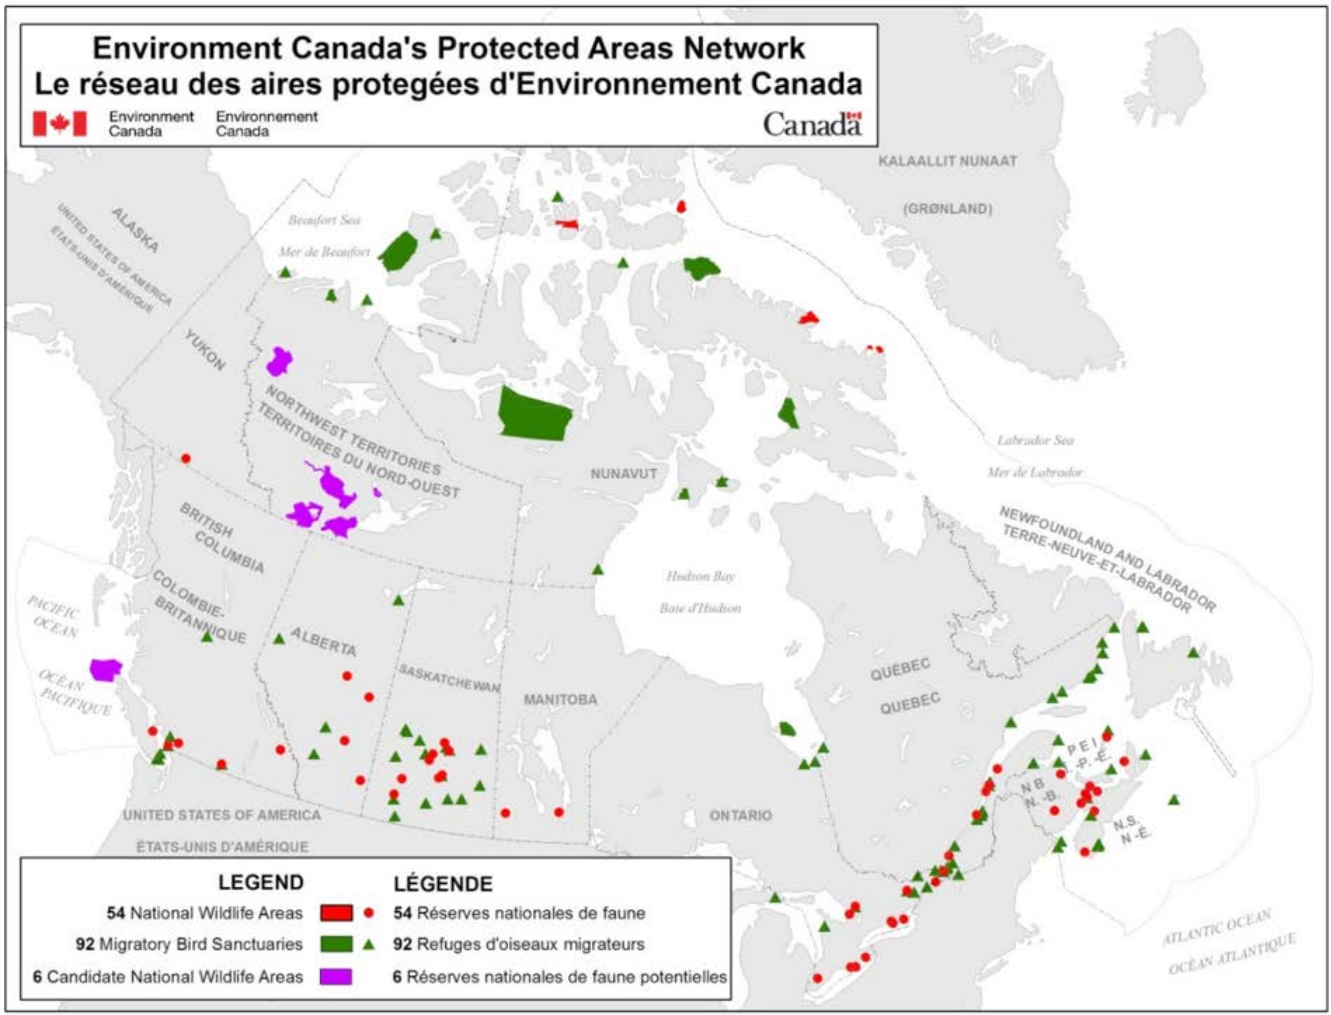 Environment Canada's Protected Areas Network
Le réseau des aires protegées d'Environnement Canada
Environment Canada
Environnement Canada
Canada
KALAALLIT NUNAAT
(GRØNLAND)
Beaufort Sea
Mer de Beaufort
ALASKA
UNITED STATES OF AMERICA
ÉTATS-UNIS D'AMÉRIQUE
YUKON
NORTHWEST TERRITORIES
TERRITOIRES DU NORD-OUEST
NUNAVUT
Labrador Sea
Mer de Labrador
NEWFOUNDLAND AND LABRADOR
TERRE-NEUVE-ET-LABRADOR
BRITISH
COLUMBIA
COLOMBIE-
BRITANNIQUE
PACIFIC
OCEAN
OCÉAN
PACIFIQUE
Hudson Bay
Baie d'Hudson
ALBERTA
SASKATCHEWAN
MANITOBA
QUÉBEC
QUEBEC
ONTARIO
P E I
-P.-É.
N B
N.-B.
N.S.
N-É.
UNITED STATES OF AMERICA
ÉTATS-UNIS D'AMÉRIQUE
ATLANTIC OCEAN
OCÉAN ATLANTIQUE
LEGEND
LÉGENDE
54 National Wildlife Areas
54 Réserves nationales de faune
92 Migratory Bird Sanctuaries
92 Refuges d'oiseaux migrateurs
6 Candidate National Wildlife Areas
6 Réserves nationales de faune potentielles